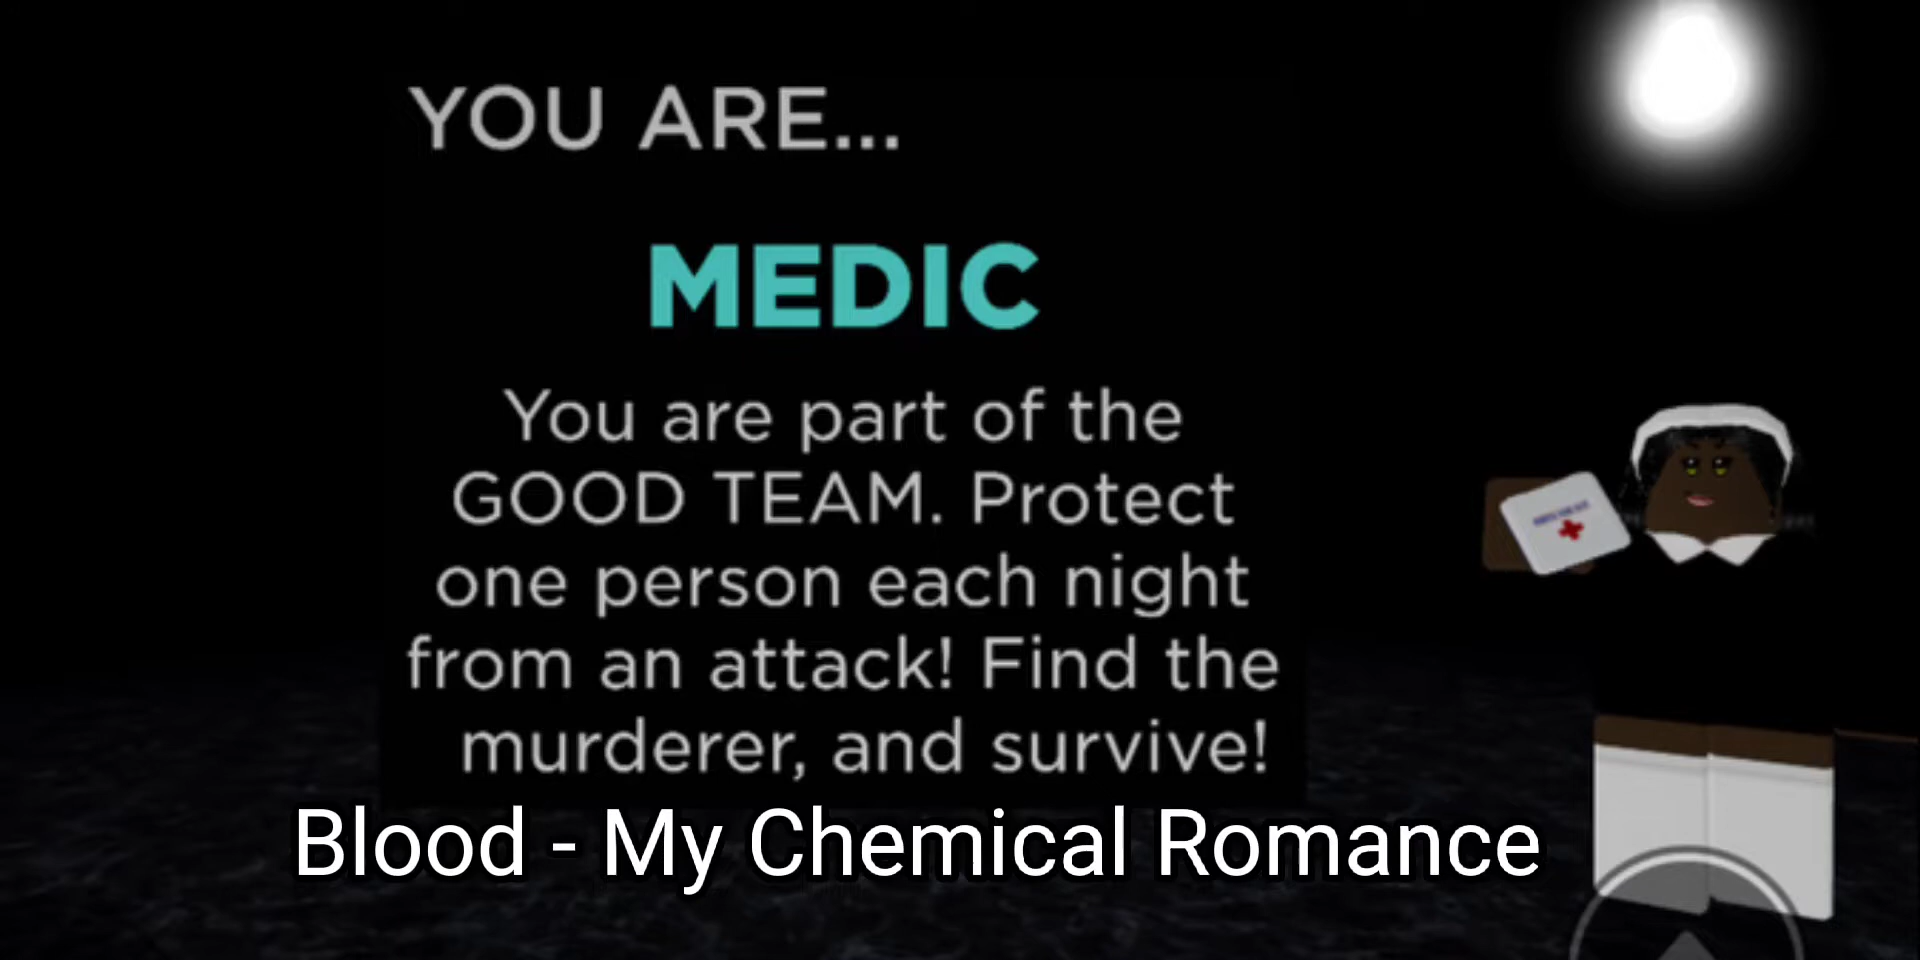 YOU ARE...
MEDIC
You are part of the
GOOD TEAM. Protect
one person each night
from an attack! Find the
murderer, and survive!
Blood - My Chemical Romance